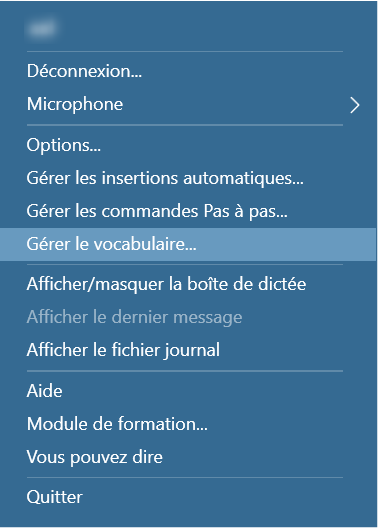 Déconnexion...
Microphone
Options...
Gérer les insertions automatiques...
Gérer les commandes Pas à pas...
Gérer le vocabulaire...
Afficher/masquer la boîte de dictée
Afficher le dernier message
Afficher le fichier journal
Aide
Module de formation...
Vous pouvez dire
Quitter